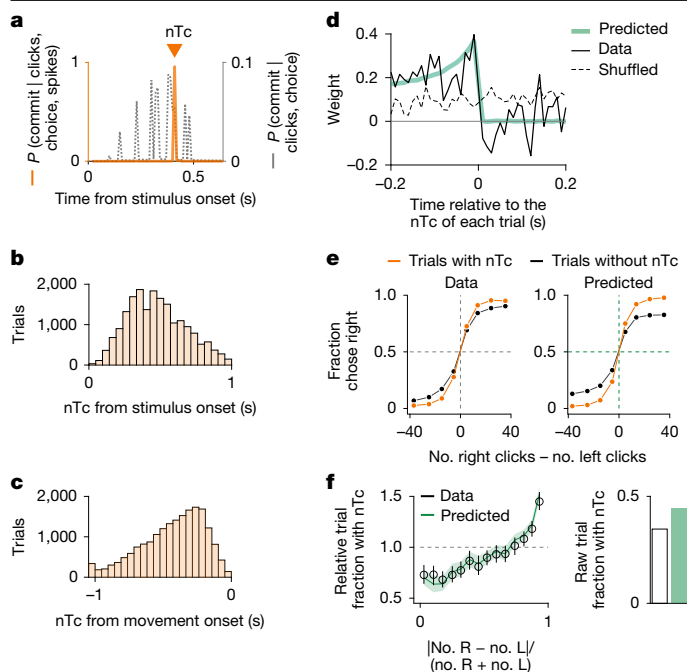 a
nTc
1
0.1
P (commit | clicks,
choice, spikes)
P (commit |
clicks, choice)
0
0
0
0.5
Time from stimulus onset (s)
b
2,000
1,000
0
Trials
0
1
nTc from stimulus onset (s)
c
2,000
1,000
0
Trials
−1
0
nTc from movement onset (s)
d
0.4
0.2
0
−0.2
Weight
Predicted
Data
Shuffled
−0.2
0
0.2
Time relative to the
nTc of each trial (s)
e
Trials with nTc
Trials without nTc
Data
Predicted
1.0
0.5
0
Fraction
chose right
1.0
0.5
0
−40
0
40
−40
0
40
No. right clicks − no. left clicks
f
1.5
1.0
0.5
Relative trial
fraction with nTc
Data
Predicted
0
1
|No. R − no. L|/
(no. R + no. L)
0.5
0
Raw trial
fraction with nTc